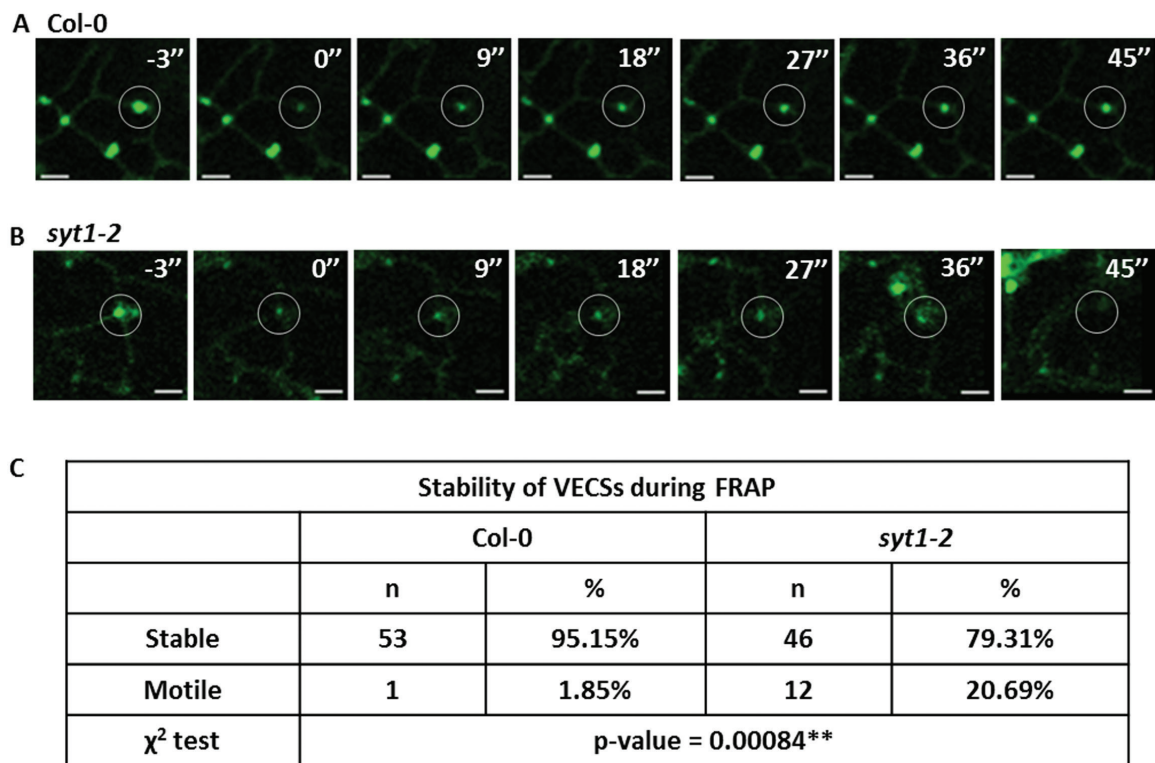 A Col-0
-3” 0” 9” 18” 27” 36” 45”
B syt1-2
-3” 0” 9” 18” 27” 36” 45”
C
Stability of VECSs during FRAP
Col-0 syt1-2
n % n %
Stable 53 95.15% 46 79.31%
Motile 1 1.85% 12 20.69%
χ² test p-value = 0.00084**